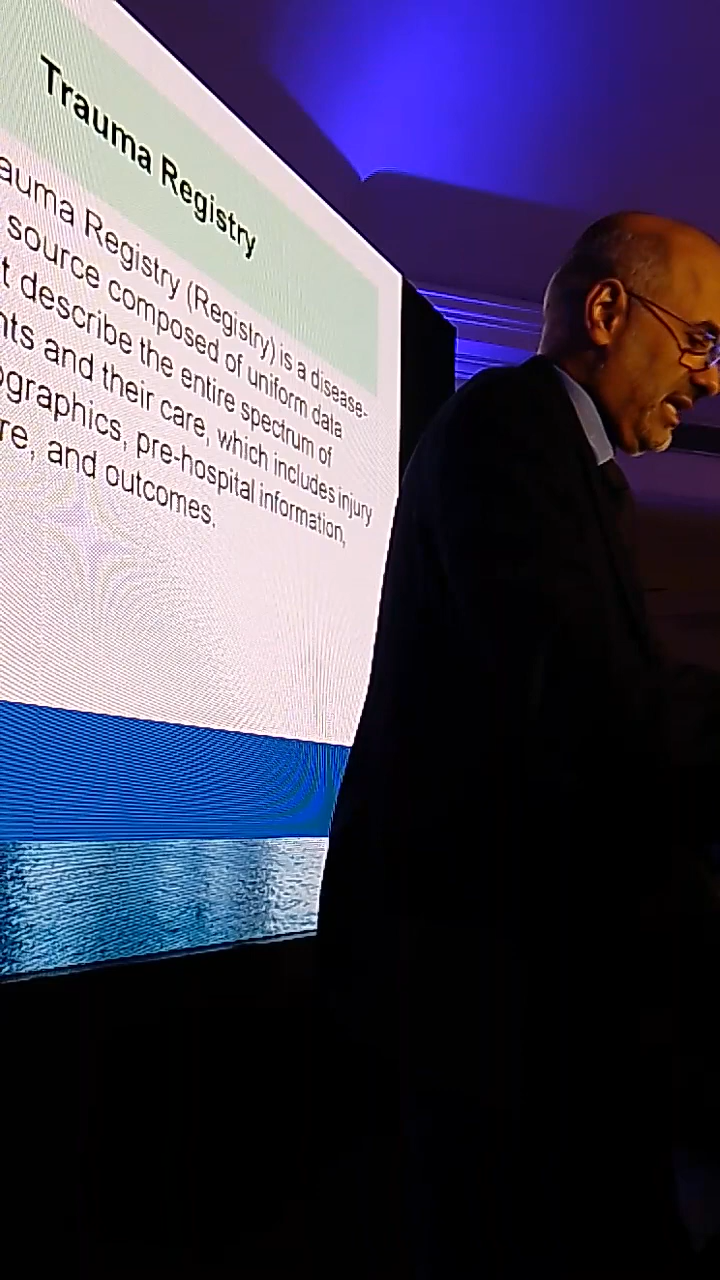 Trauma Registry
auma Registry (Registry) is a disease-
source composed of uniform data
t describe the entire spectrum of
nts and their care, which includes injury
ographics, pre-hospital information,
re, and outcomes.